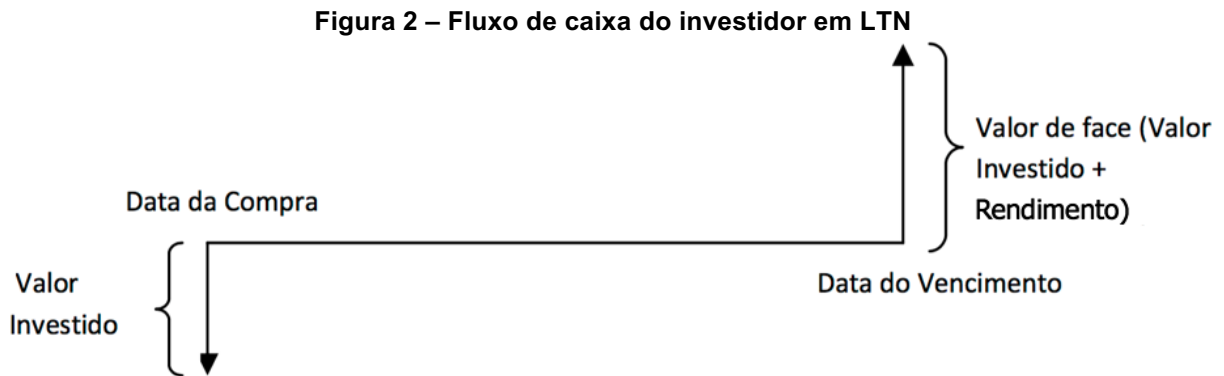 Figura 2 – Fluxo de caixa do investidor em LTN
Valor de face (Valor
Investido +
Rendimento)
Data da Compra
Valor
Investido
Data do Vencimento